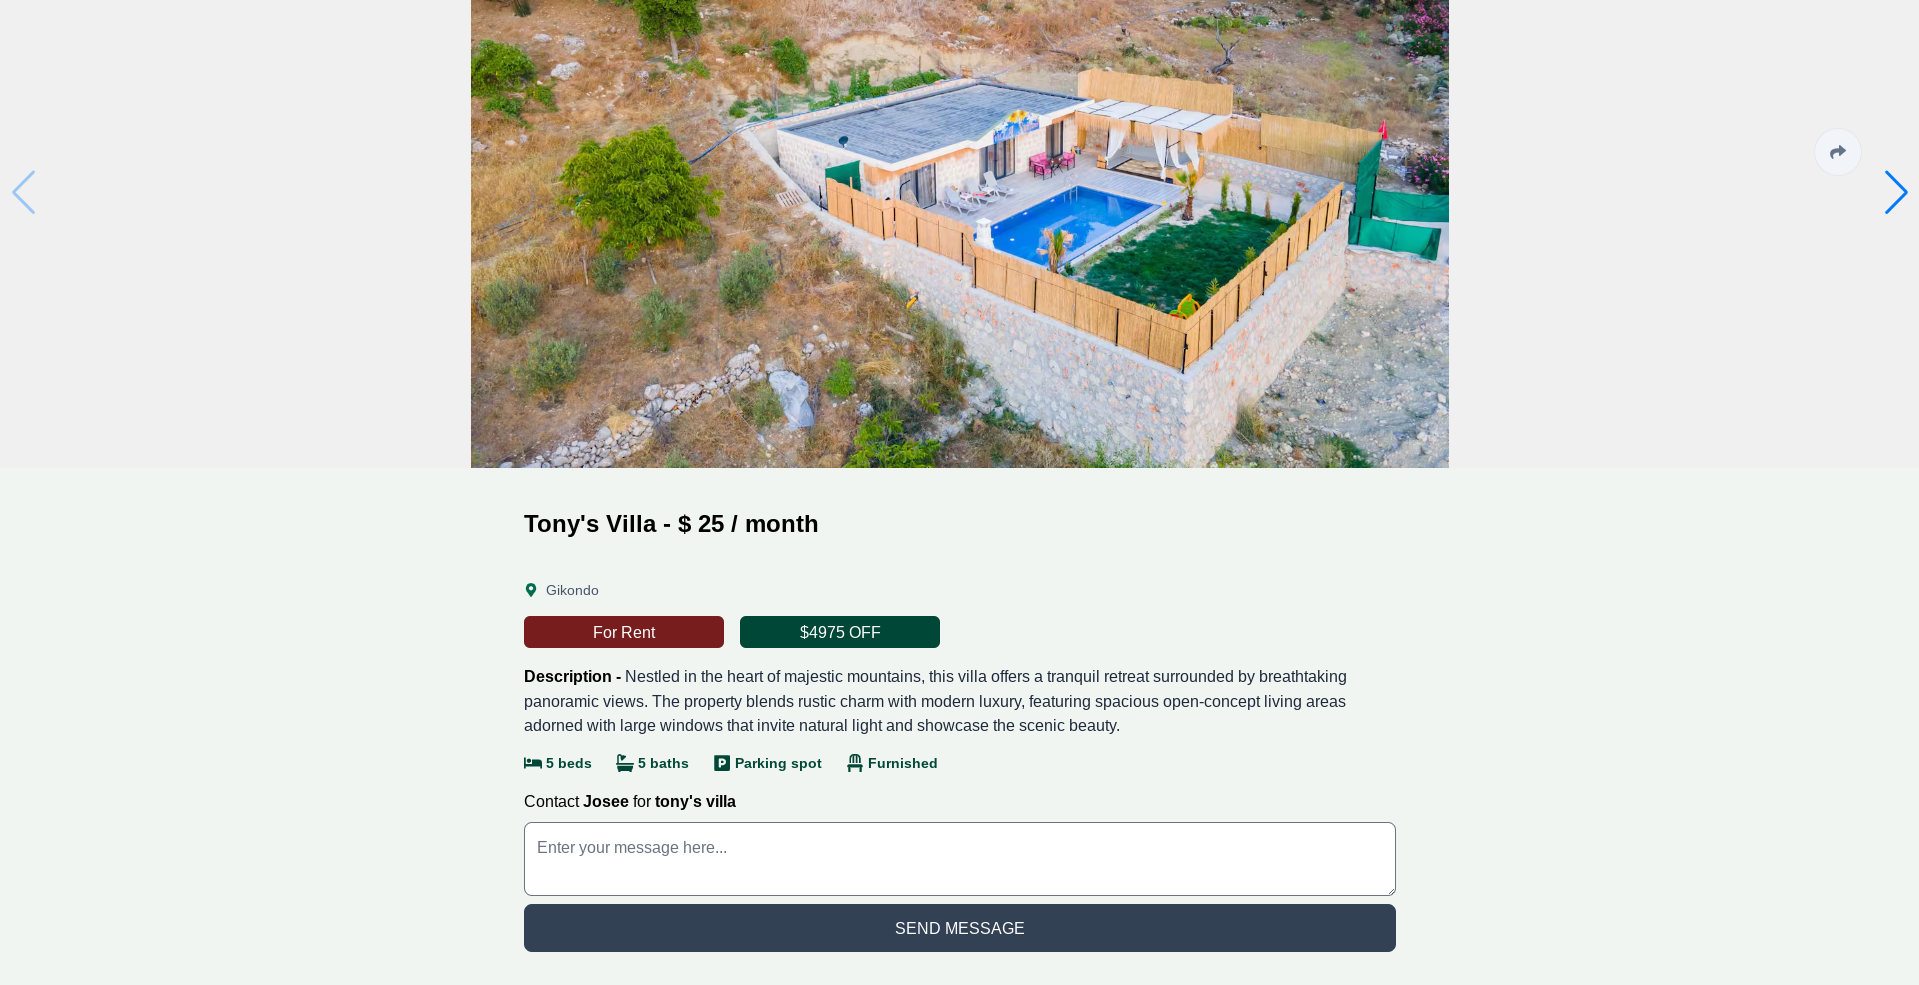 Tony's Villa - $ 25 / month
Gikondo
For Rent
$4975 OFF
Description - Nestled in the heart of majestic mountains, this villa offers a tranquil retreat surrounded by breathtaking
panoramic views. The property blends rustic charm with modern luxury, featuring spacious open-concept living areas
adorned with large windows that invite natural light and showcase the scenic beauty.
5 beds
5 baths
Parking spot
Furnished
Contact Josee for tony's villa
Enter your message here...
SEND MESSAGE